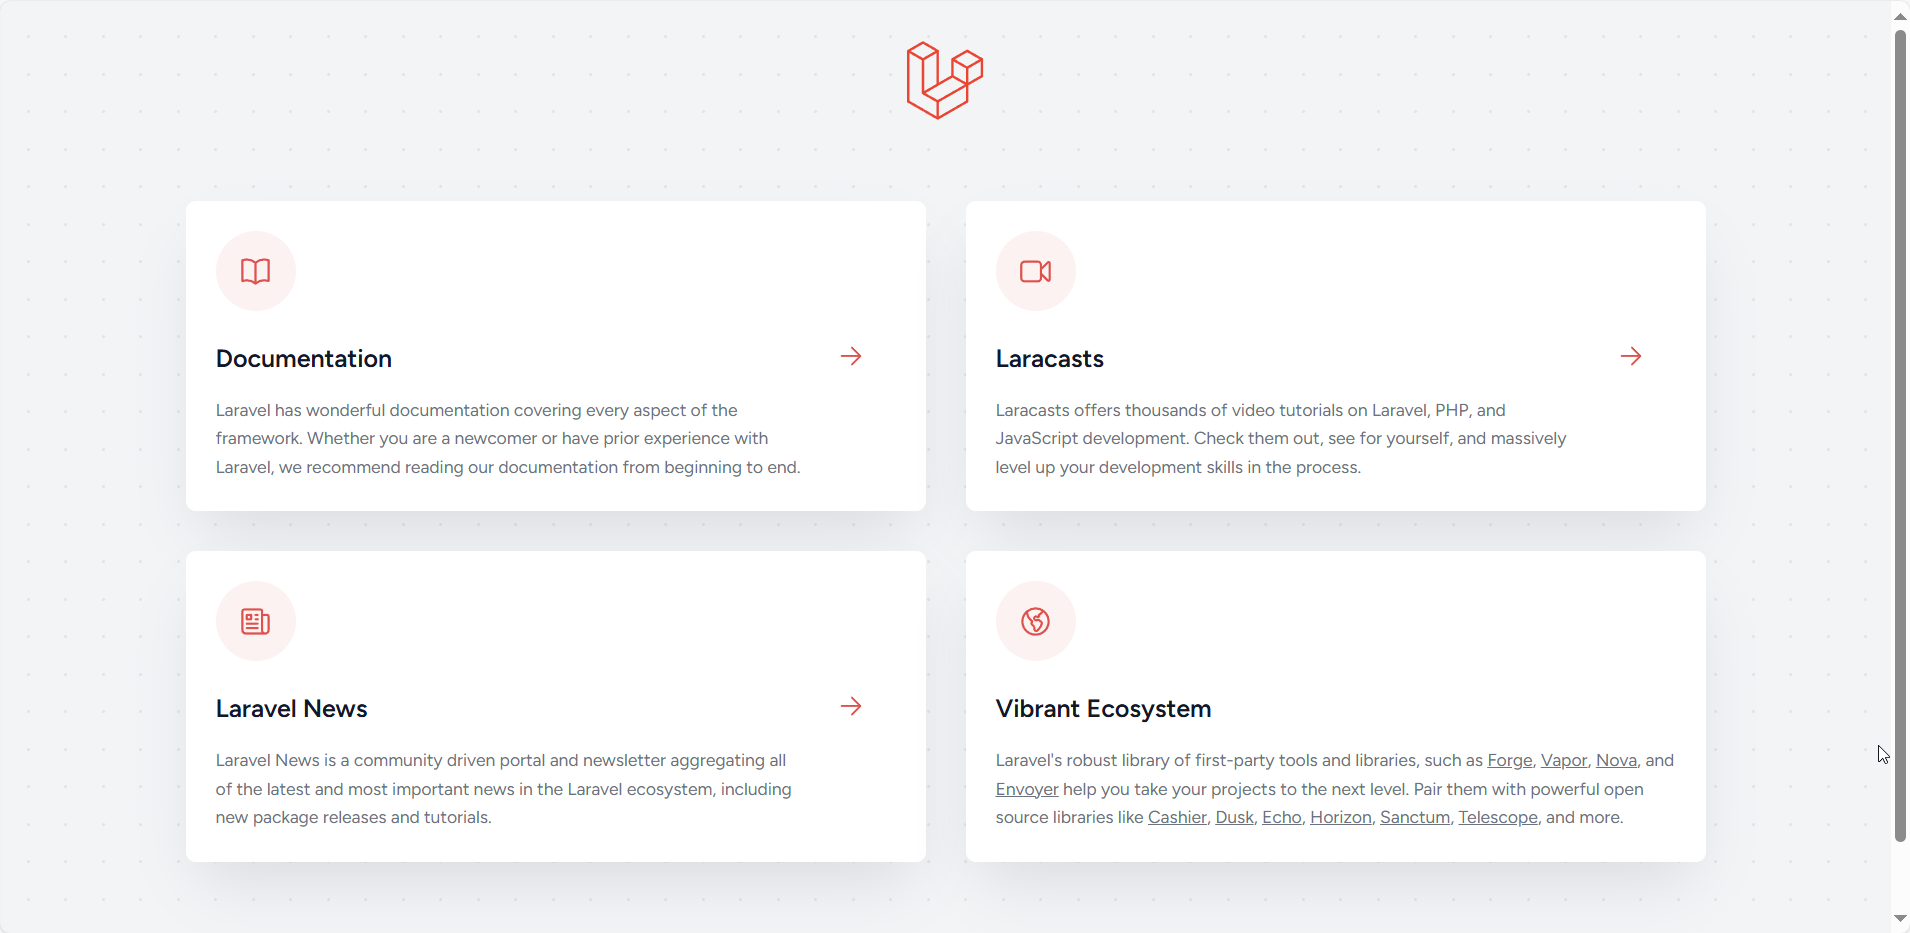 Documentation
Laravel has wonderful documentation covering every aspect of the
framework. Whether you are a newcomer or have prior experience with
Laravel, we recommend reading our documentation from beginning to end.
Laracasts
Laracasts offers thousands of video tutorials on Laravel, PHP, and
JavaScript development. Check them out, see for yourself, and massively
level up your development skills in the process.
Laravel News
Laravel News is a community driven portal and newsletter aggregating all
of the latest and most important news in the Laravel ecosystem, including
new package releases and tutorials.
Vibrant Ecosystem
Laravel's robust library of first-party tools and libraries, such as Forge, Vapor, Nova, and
Envoyer help you take your projects to the next level. Pair them with powerful open
source libraries like Cashier, Dusk, Echo, Horizon, Sanctum, Telescope, and more.